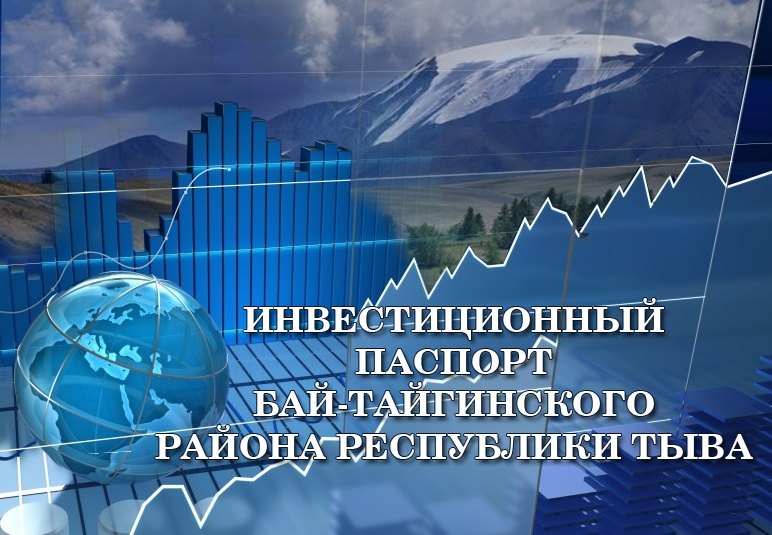 ИНВЕСТИЦИОННЫЙ
ПАСПОРТ
БАЙ-ТАЙГИНСКОГО
РАЙОНА РЕСПУБЛИКИ ТЫВА